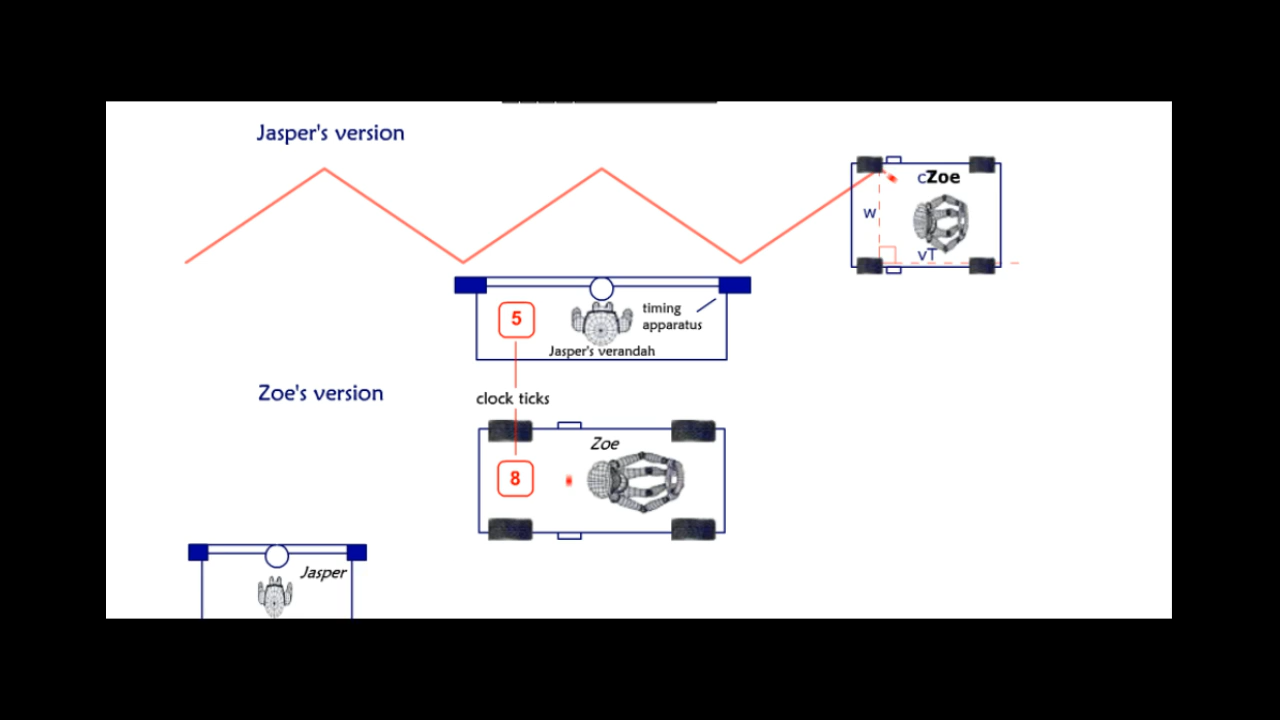 Jasper's version
cZoe
w
vT
timing
apparatus
5
Jasper's verandah
Zoe's version
clock ticks
Zoe
8
Jasper